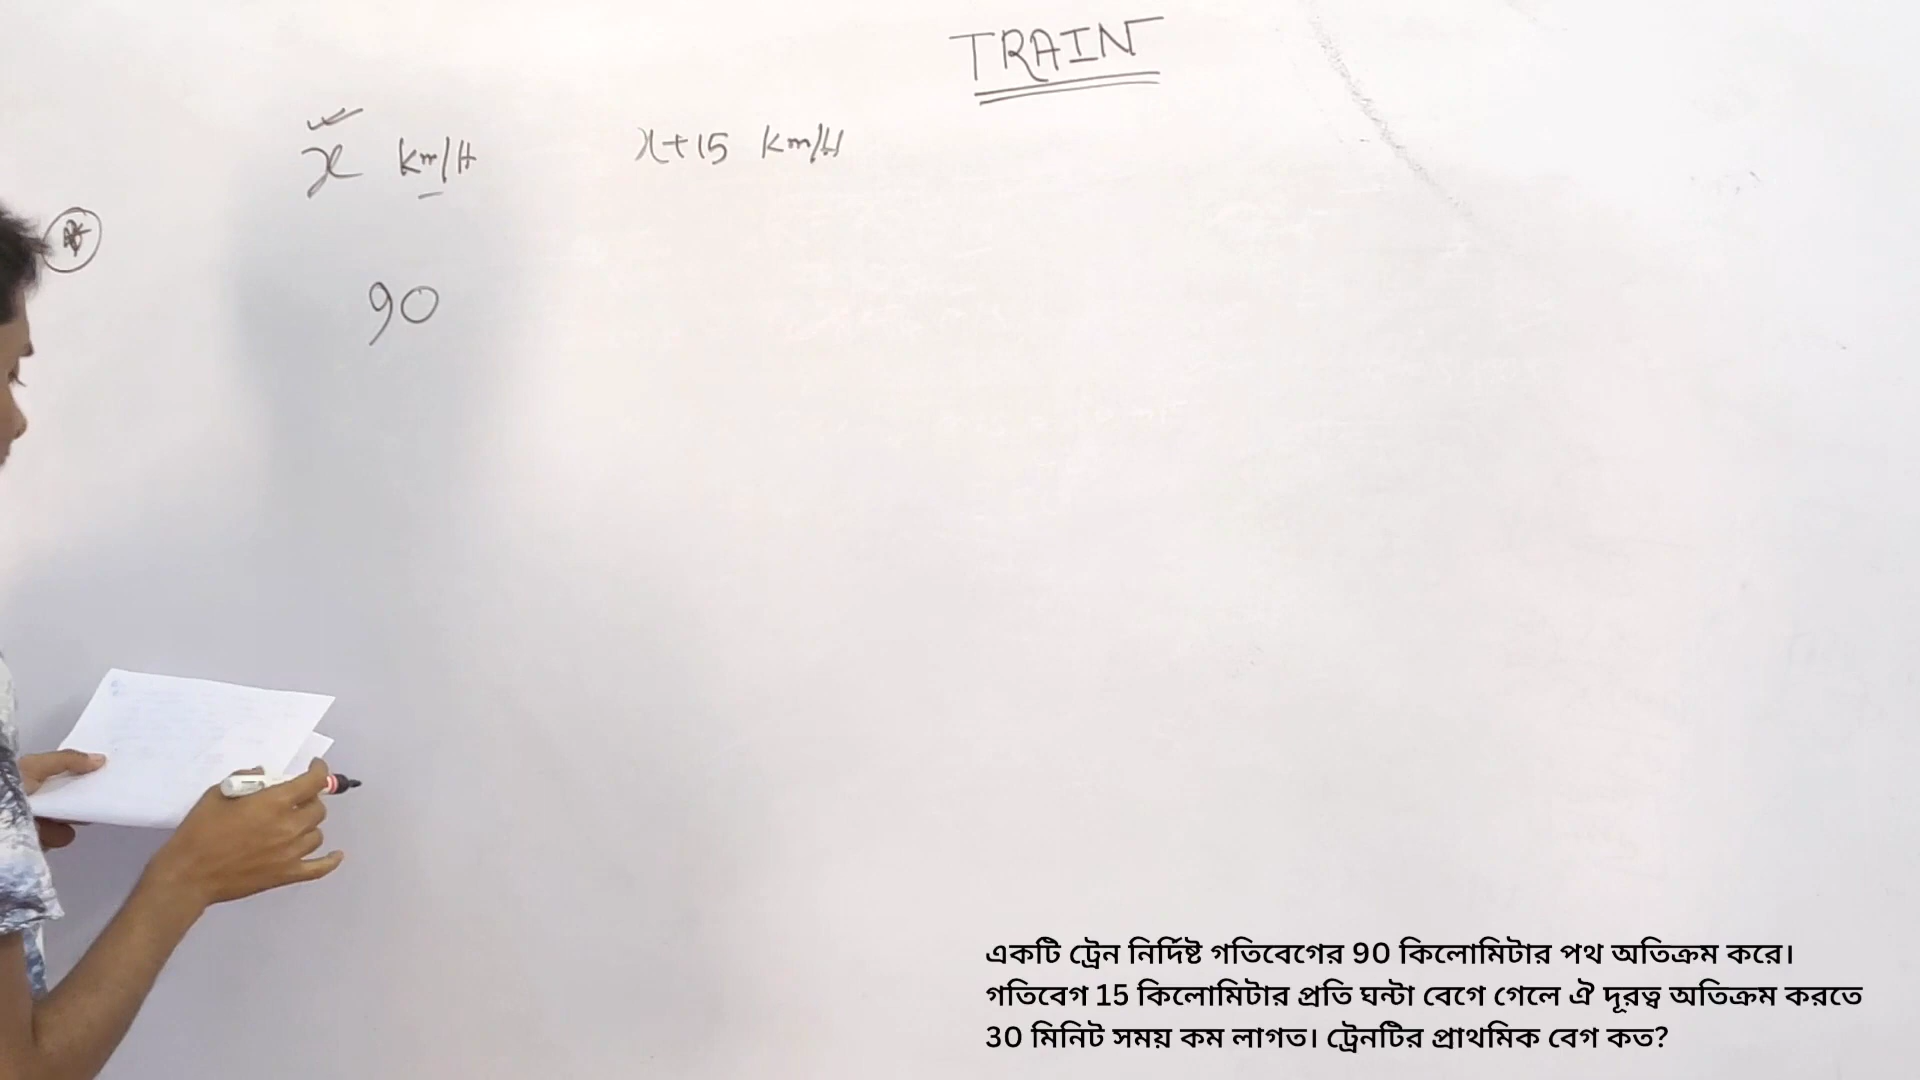 TRAIN
x km/H x+15 km/H
90
একটি ট্রেন নির্দিষ্ট গতিবেগের 90 কিলোমিটার পথ অতিক্রম করে।
গতিবেগ 15 কিলোমিটার প্রতি ঘন্টা বেগে গেলে ঐ দূরত্ব অতিক্রম করতে
30 মিনিট সময় কম লাগত। ট্রেনটির প্রাথমিক বেগ কত?